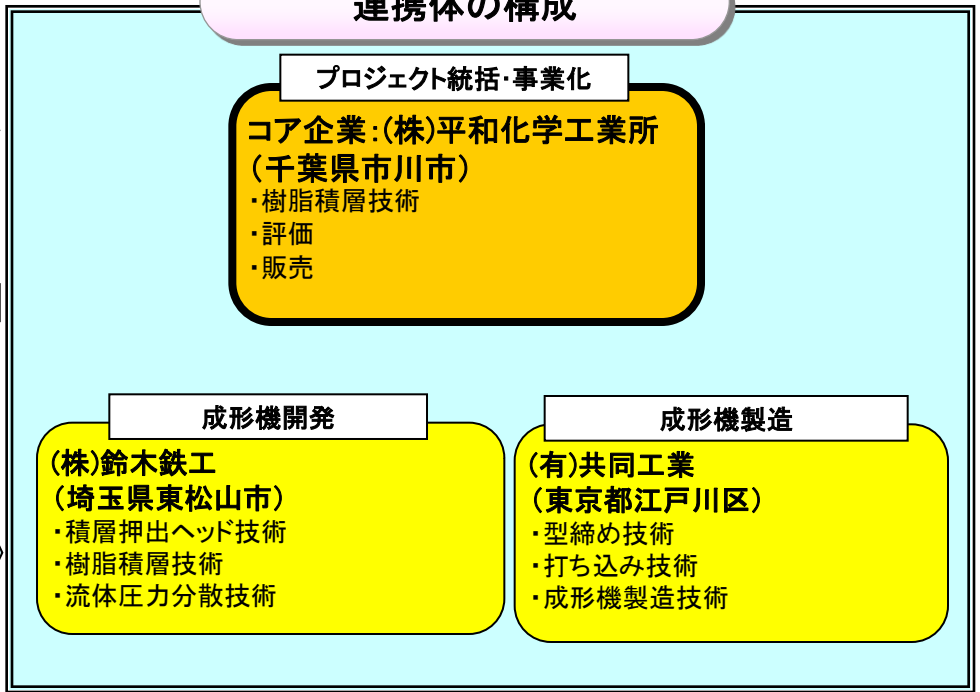 連携体の構成
プロジェクト統括・事業化
コア企業：(株)平和化学工業所
（千葉県市川市）
・樹脂積層技術
・評価
・販売
成形機開発
(株)鈴木鉄工
（埼玉県東松山市）
・積層押出ヘッド技術
・樹脂積層技術
・流体圧力分散技術
成形機製造
(有)共同工業
（東京都江戸川区）
・型締め技術
・打ち込み技術
・成形機製造技術